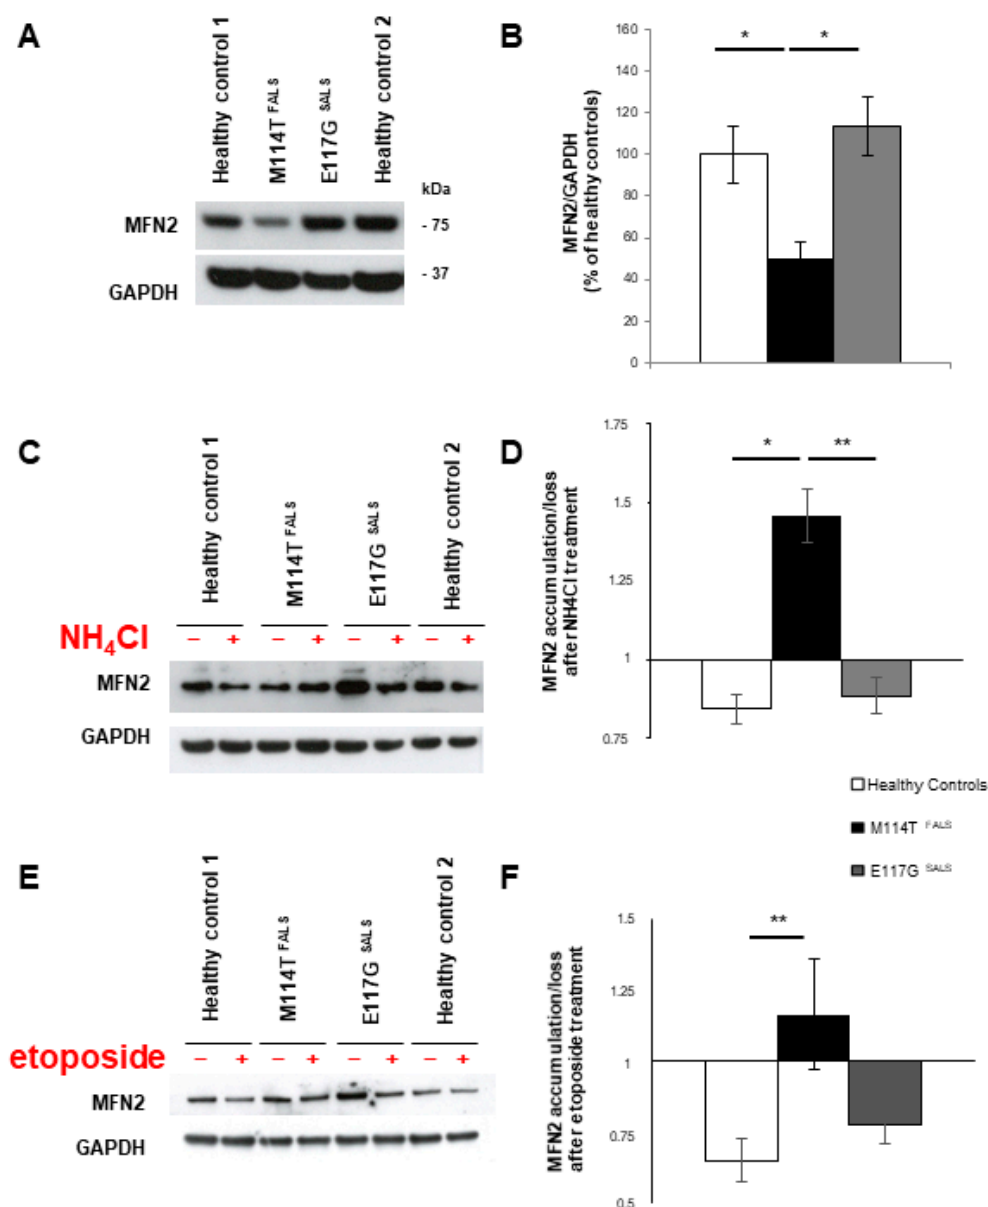 A
Healthy control 1
M114T FALS
E117G SALS
Healthy control 2
kDa
MFN2
- 75
- 37
GAPDH
B
* *
MFN2/GAPDH
(% of healthy controls)
160
140
120
100
80
60
40
20
0
C
Healthy control 1
M114T FALS
E117G SALS
Healthy control 2
NH4Cl
– + – + – + – +
MFN2
GAPDH
D
* **
MFN2 accumulation/loss
after NH4Cl treatment
1.75
1.5
1.25
1
0.75
Healthy Controls
M114T FALS
E117G SALS
E
Healthy control 1
M114T FALS
E117G SALS
Healthy control 2
etoposide
– + – + – + – +
MFN2
GAPDH
F
**
MFN2 accumulation/loss
after etoposide treatment
1.5
1.25
1
0.75
0.5